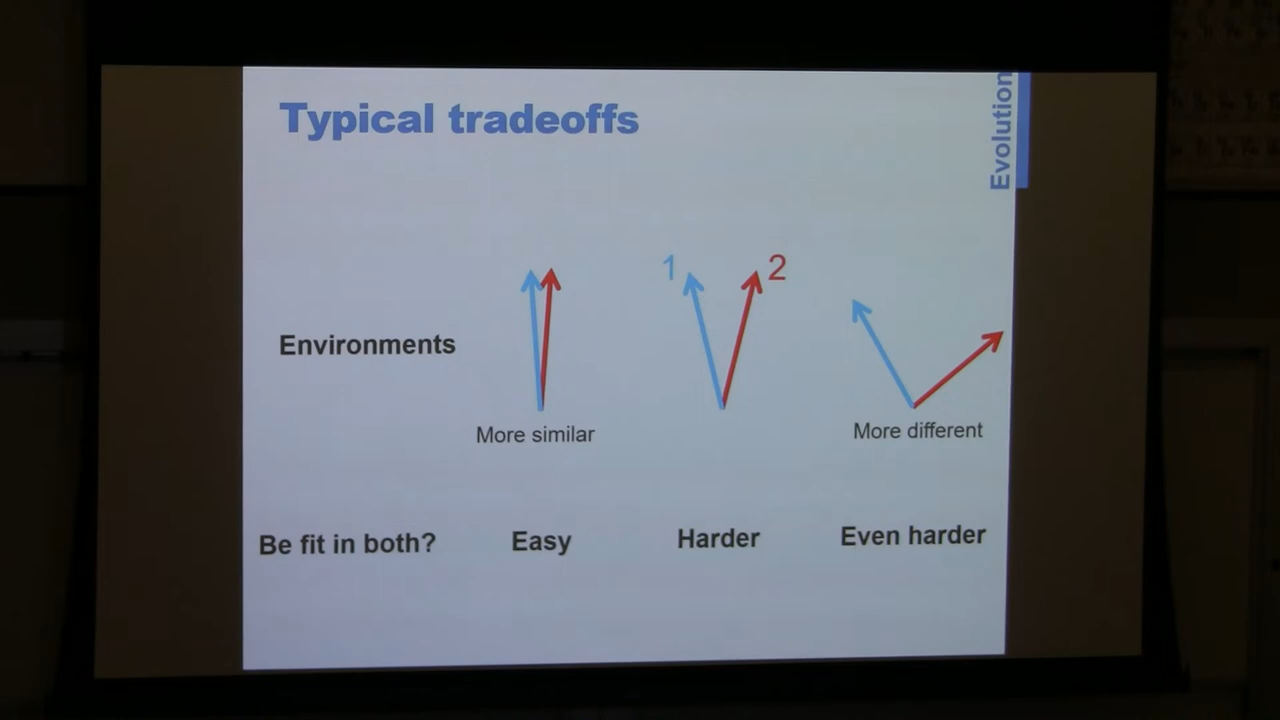 Typical tradeoffs
Evolution
1 2
Environments
More similar
More different
Be fit in both? Easy Harder Even harder